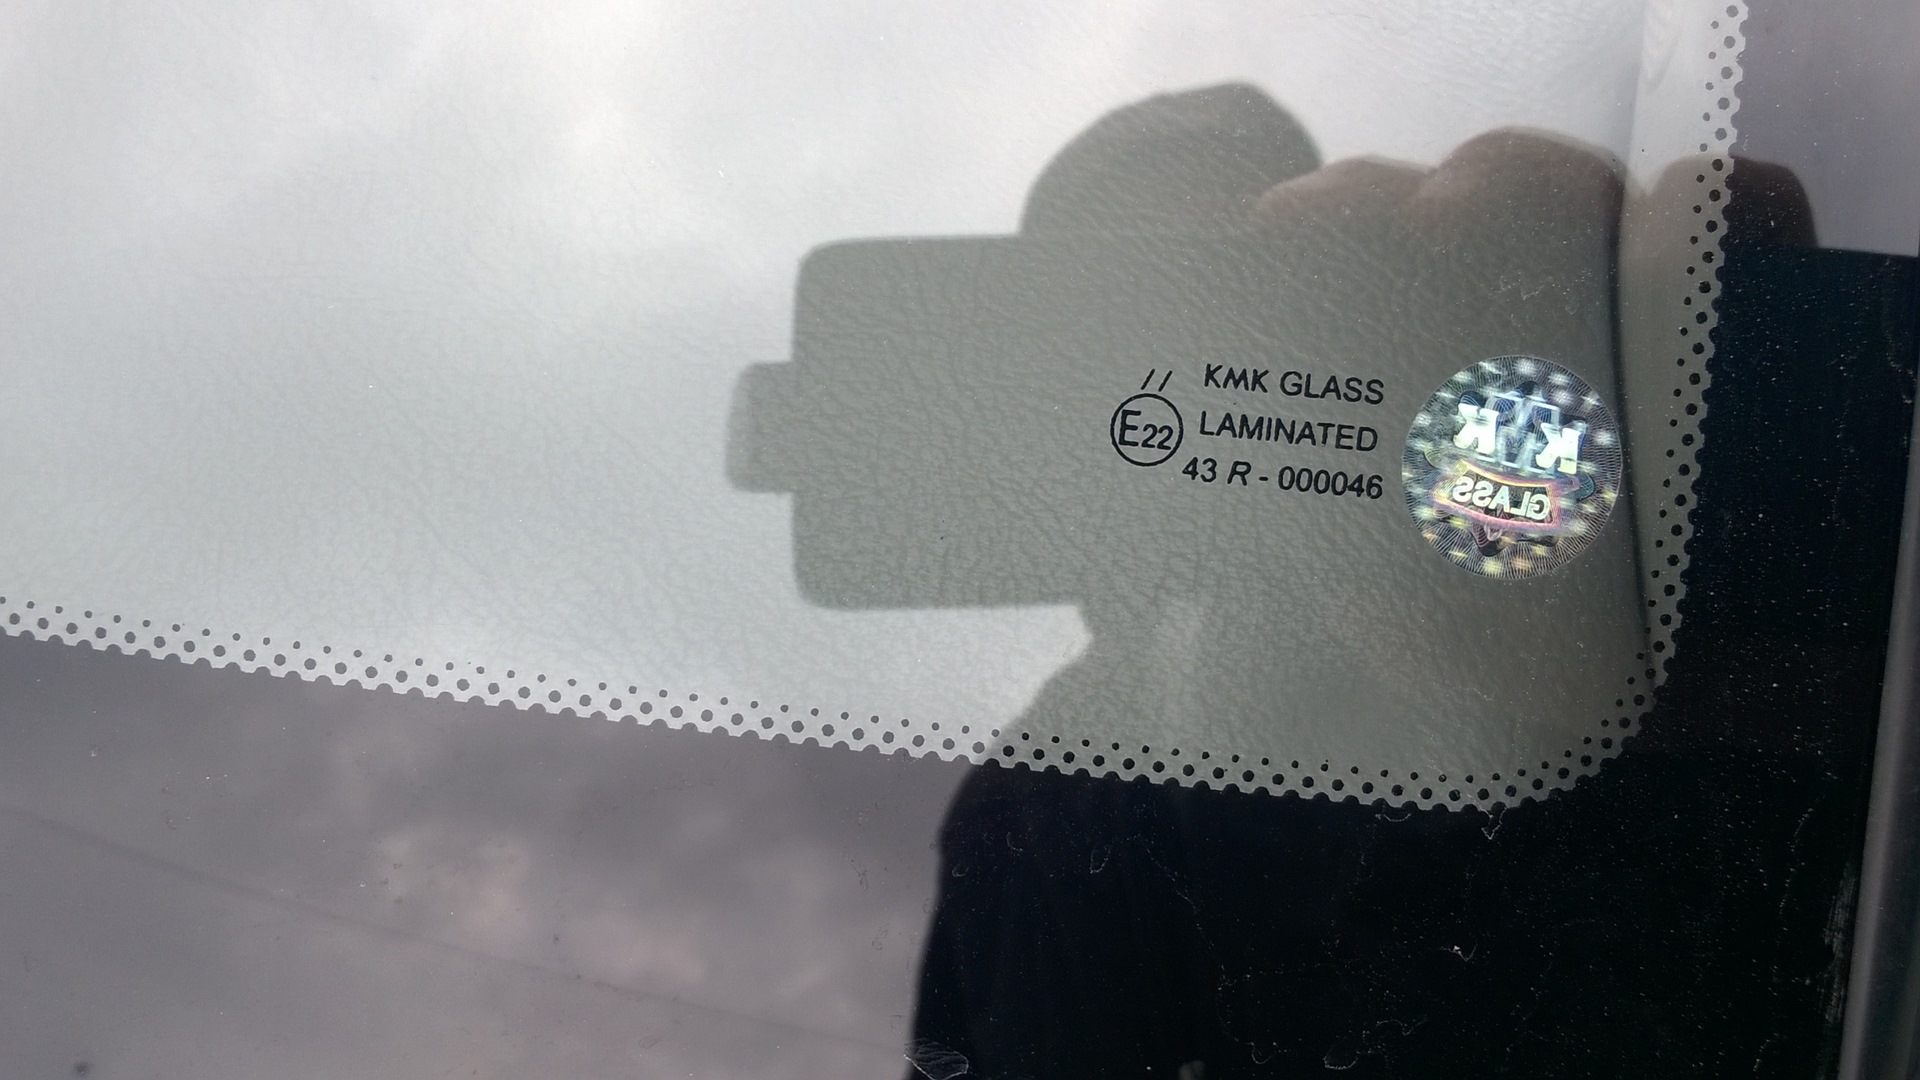 // KMK GLASS
E22 LAMINATED
43 R - 000046
KMK
GLASS